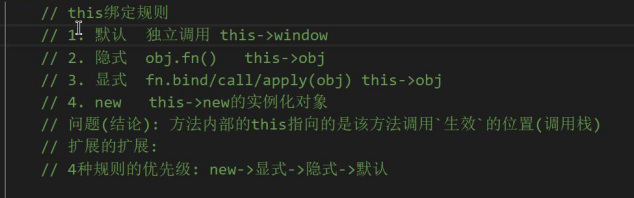 // this绑定规则
// 1. 默认 独立调用 this->window
// 2. 隐式 obj.fn() this->obj
// 3. 显式 fn.bind/call/apply(obj) this->obj
// 4. new this->new的实例化对象
// 问题(结论): 方法内部的this指向的是该方法调用`生效`的位置(调用栈)
// 扩展的扩展:
// 4种规则的优先级: new->显式->隐式->默认